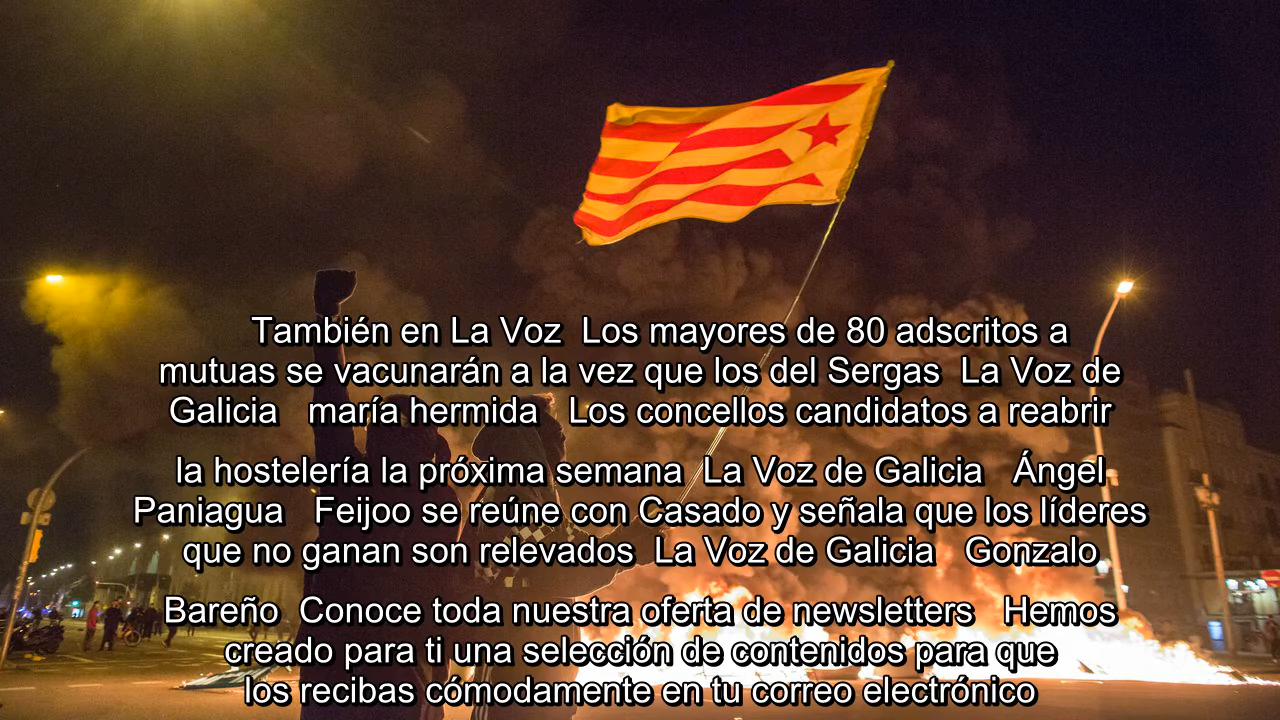 También en La Voz  Los mayores de 80 adscritos a
mutuas se vacunarán a la vez que los del Sergas  La Voz de
Galicia   maría hermida   Los concellos candidatos a reabrir
la hostelería la próxima semana  La Voz de Galicia   Ángel
Paniagua   Feijoo se reúne con Casado y señala que los líderes
que no ganan son relevados  La Voz de Galicia   Gonzalo
Bareño  Conoce toda nuestra oferta de newsletters   Hemos
creado para ti una selección de contenidos para que
los recibas cómodamente en tu correo electrónico